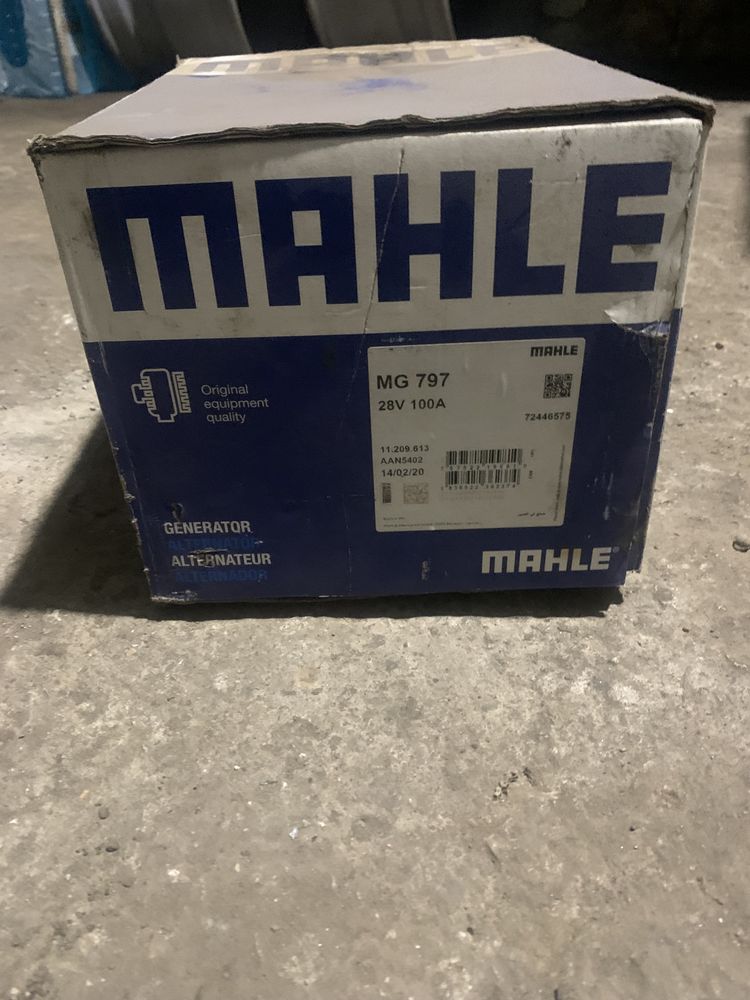 MAHLE
MAHLE
Original
equipment
quality
MAHLE
MG 797
28V 100A
72446575
11.209.613
AAN5402
14/02/20
GENERATOR
ALTERNATOR
ALTERNATEUR
ALTERNADOR
MAHLE®